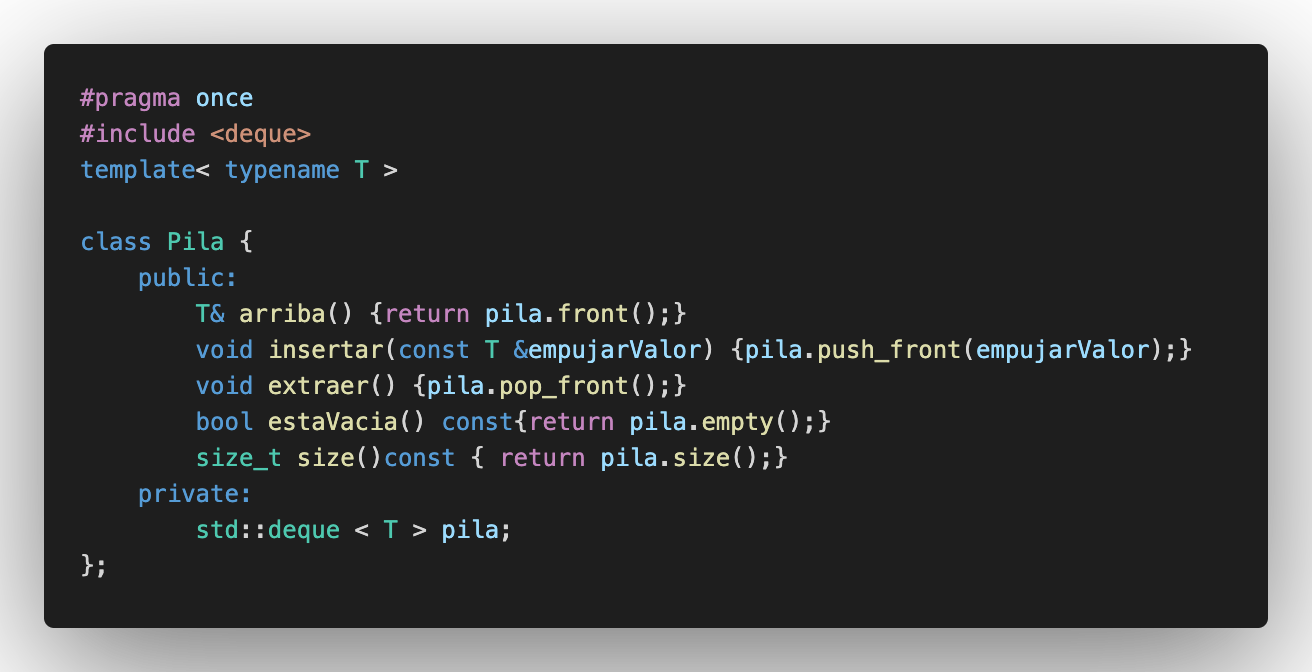 #pragma once
#include <deque>
template< typename T >
class Pila {
public:
T& arriba() {return pila.front();}
void insertar(const T &empujarValor) {pila.push_front(empujarValor);}
void extraer() {pila.pop_front();}
bool estaVacia() const{return pila.empty();}
size_t size()const { return pila.size();}
private:
std::deque < T > pila;
};